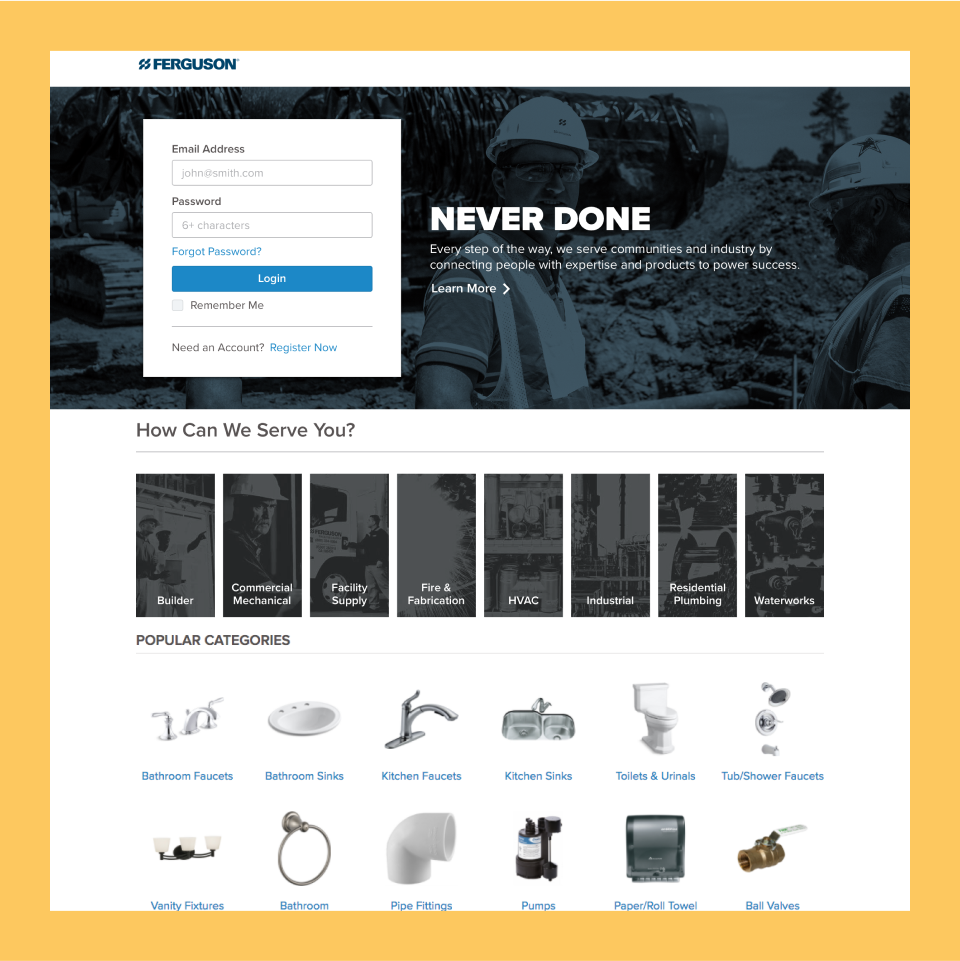 FERGUSON
Email Address
john@smith.com
Password
6+ characters
Forgot Password?
Login
Remember Me
Need an Account? Register Now
NEVER DONE
Every step of the way, we serve communities and industry by
connecting people with expertise and products to power success.
Learn More
How Can We Serve You?
Builder
Commercial
Mechanical
Facility
Supply
Fire &
Fabrication
HVAC
Industrial
Residential
Plumbing
Waterworks
POPULAR CATEGORIES
Bathroom Faucets
Bathroom Sinks
Kitchen Faucets
Kitchen Sinks
Toilets & Urinals
Tub/Shower Faucets
Vanity Fixtures
Bathroom
Pipe Fittings
Pumps
Paper/Roll Towel
Ball Valves